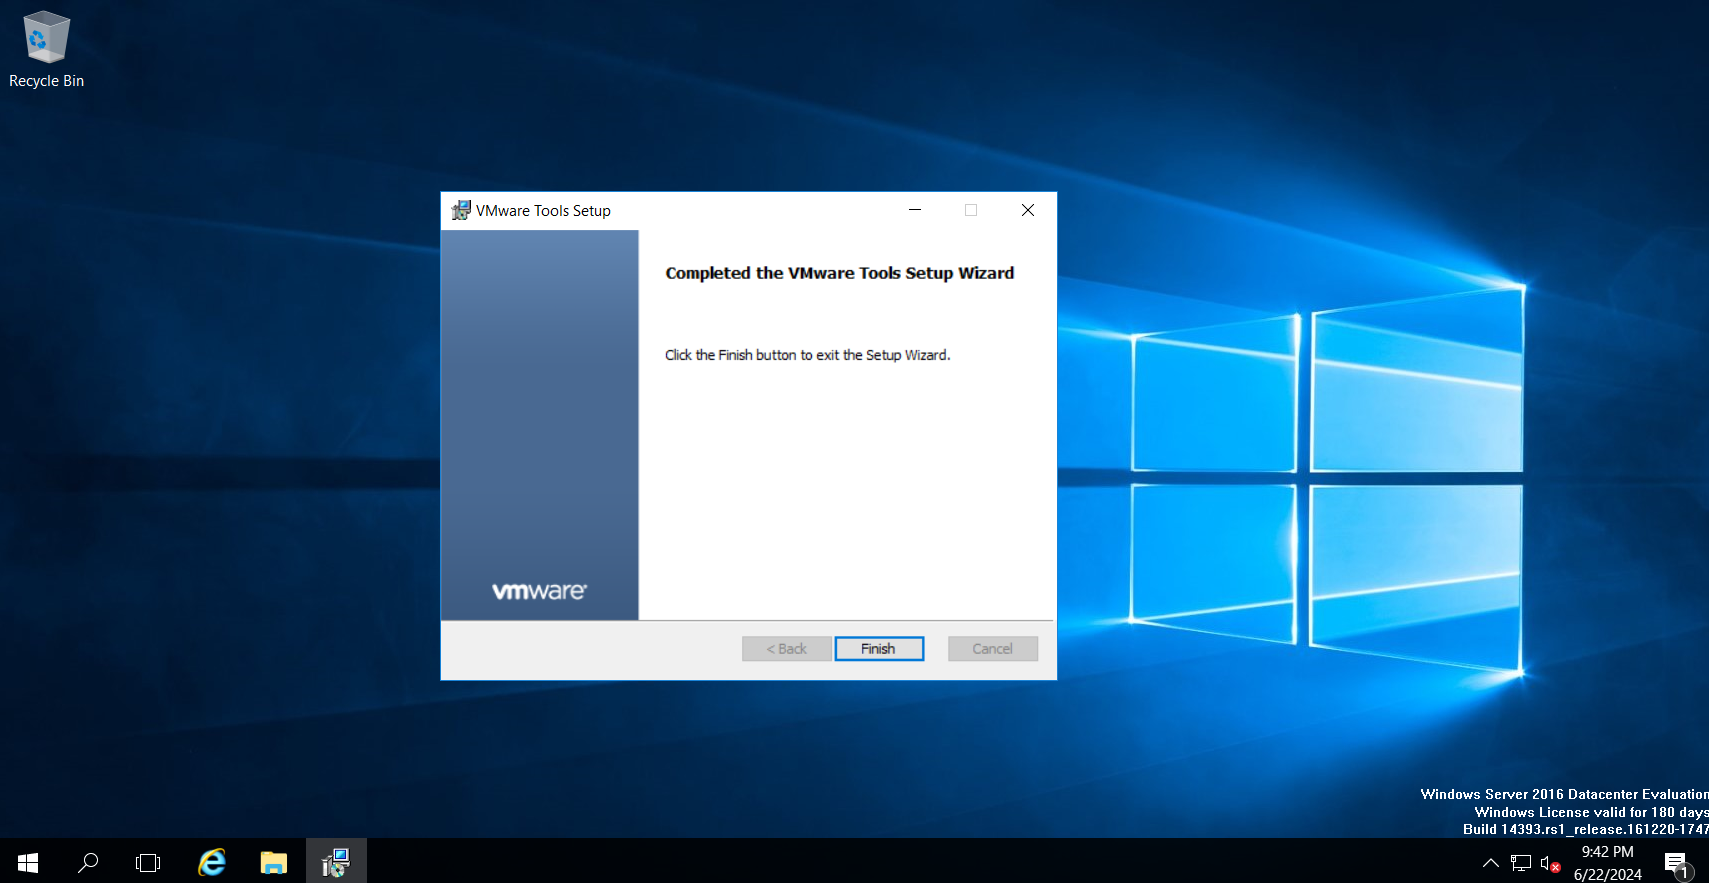 Recycle Bin
VMware Tools Setup
Completed the VMware Tools Setup Wizard
Click the Finish button to exit the Setup Wizard.
vmware®
< Back
Finish
Cancel
Windows Server 2016 Datacenter Evaluation
Windows License valid for 180 days
Build 14393.rs1_release.161220-1747
9:42 PM
6/22/2024
1